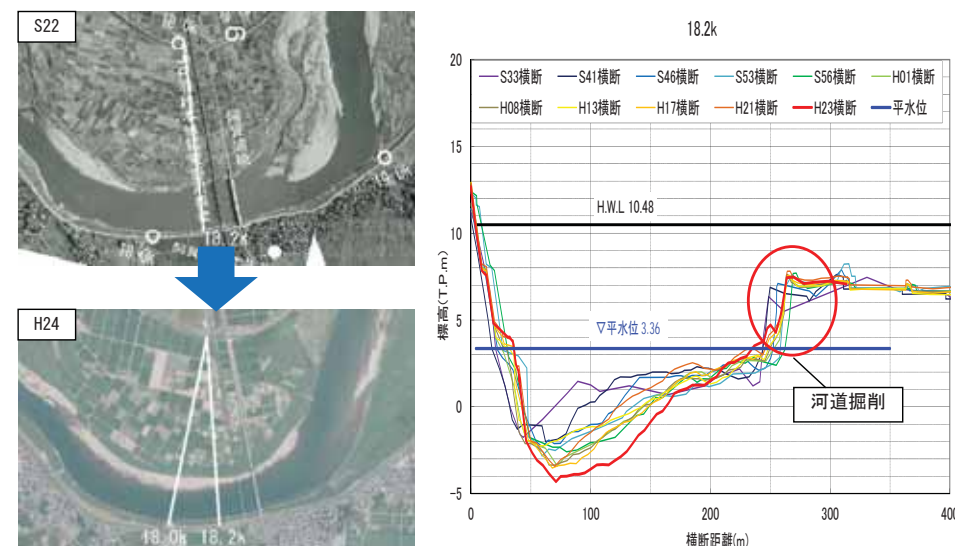 S22
18.2k
H24
18.0k 18.2k
18.2k
S33横断 S41横断 S46横断 S53横断 S56横断 H01横断
H08横断 H13横断 H17横断 H21横断 H23横断 平水位
標高(T.P.m)
20
15
10
5
0
-5
H.W.L 10.48
▽平水位 3.36
河道掘削
0 100 200 300 400
横断距離(m)